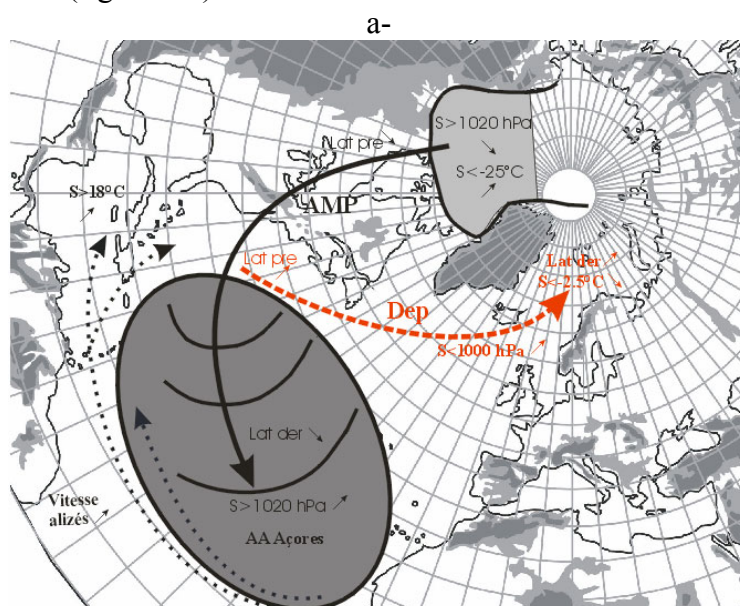 a-
S>1020 hPa
S<-25°C
Lat pre
S>18°C
AMP
Lat pre
Lat der
S<-2.5°C
Dep
S<1000 hPa
Lat der
S>1020 hPa
AA Açores
Vitesse
alizés